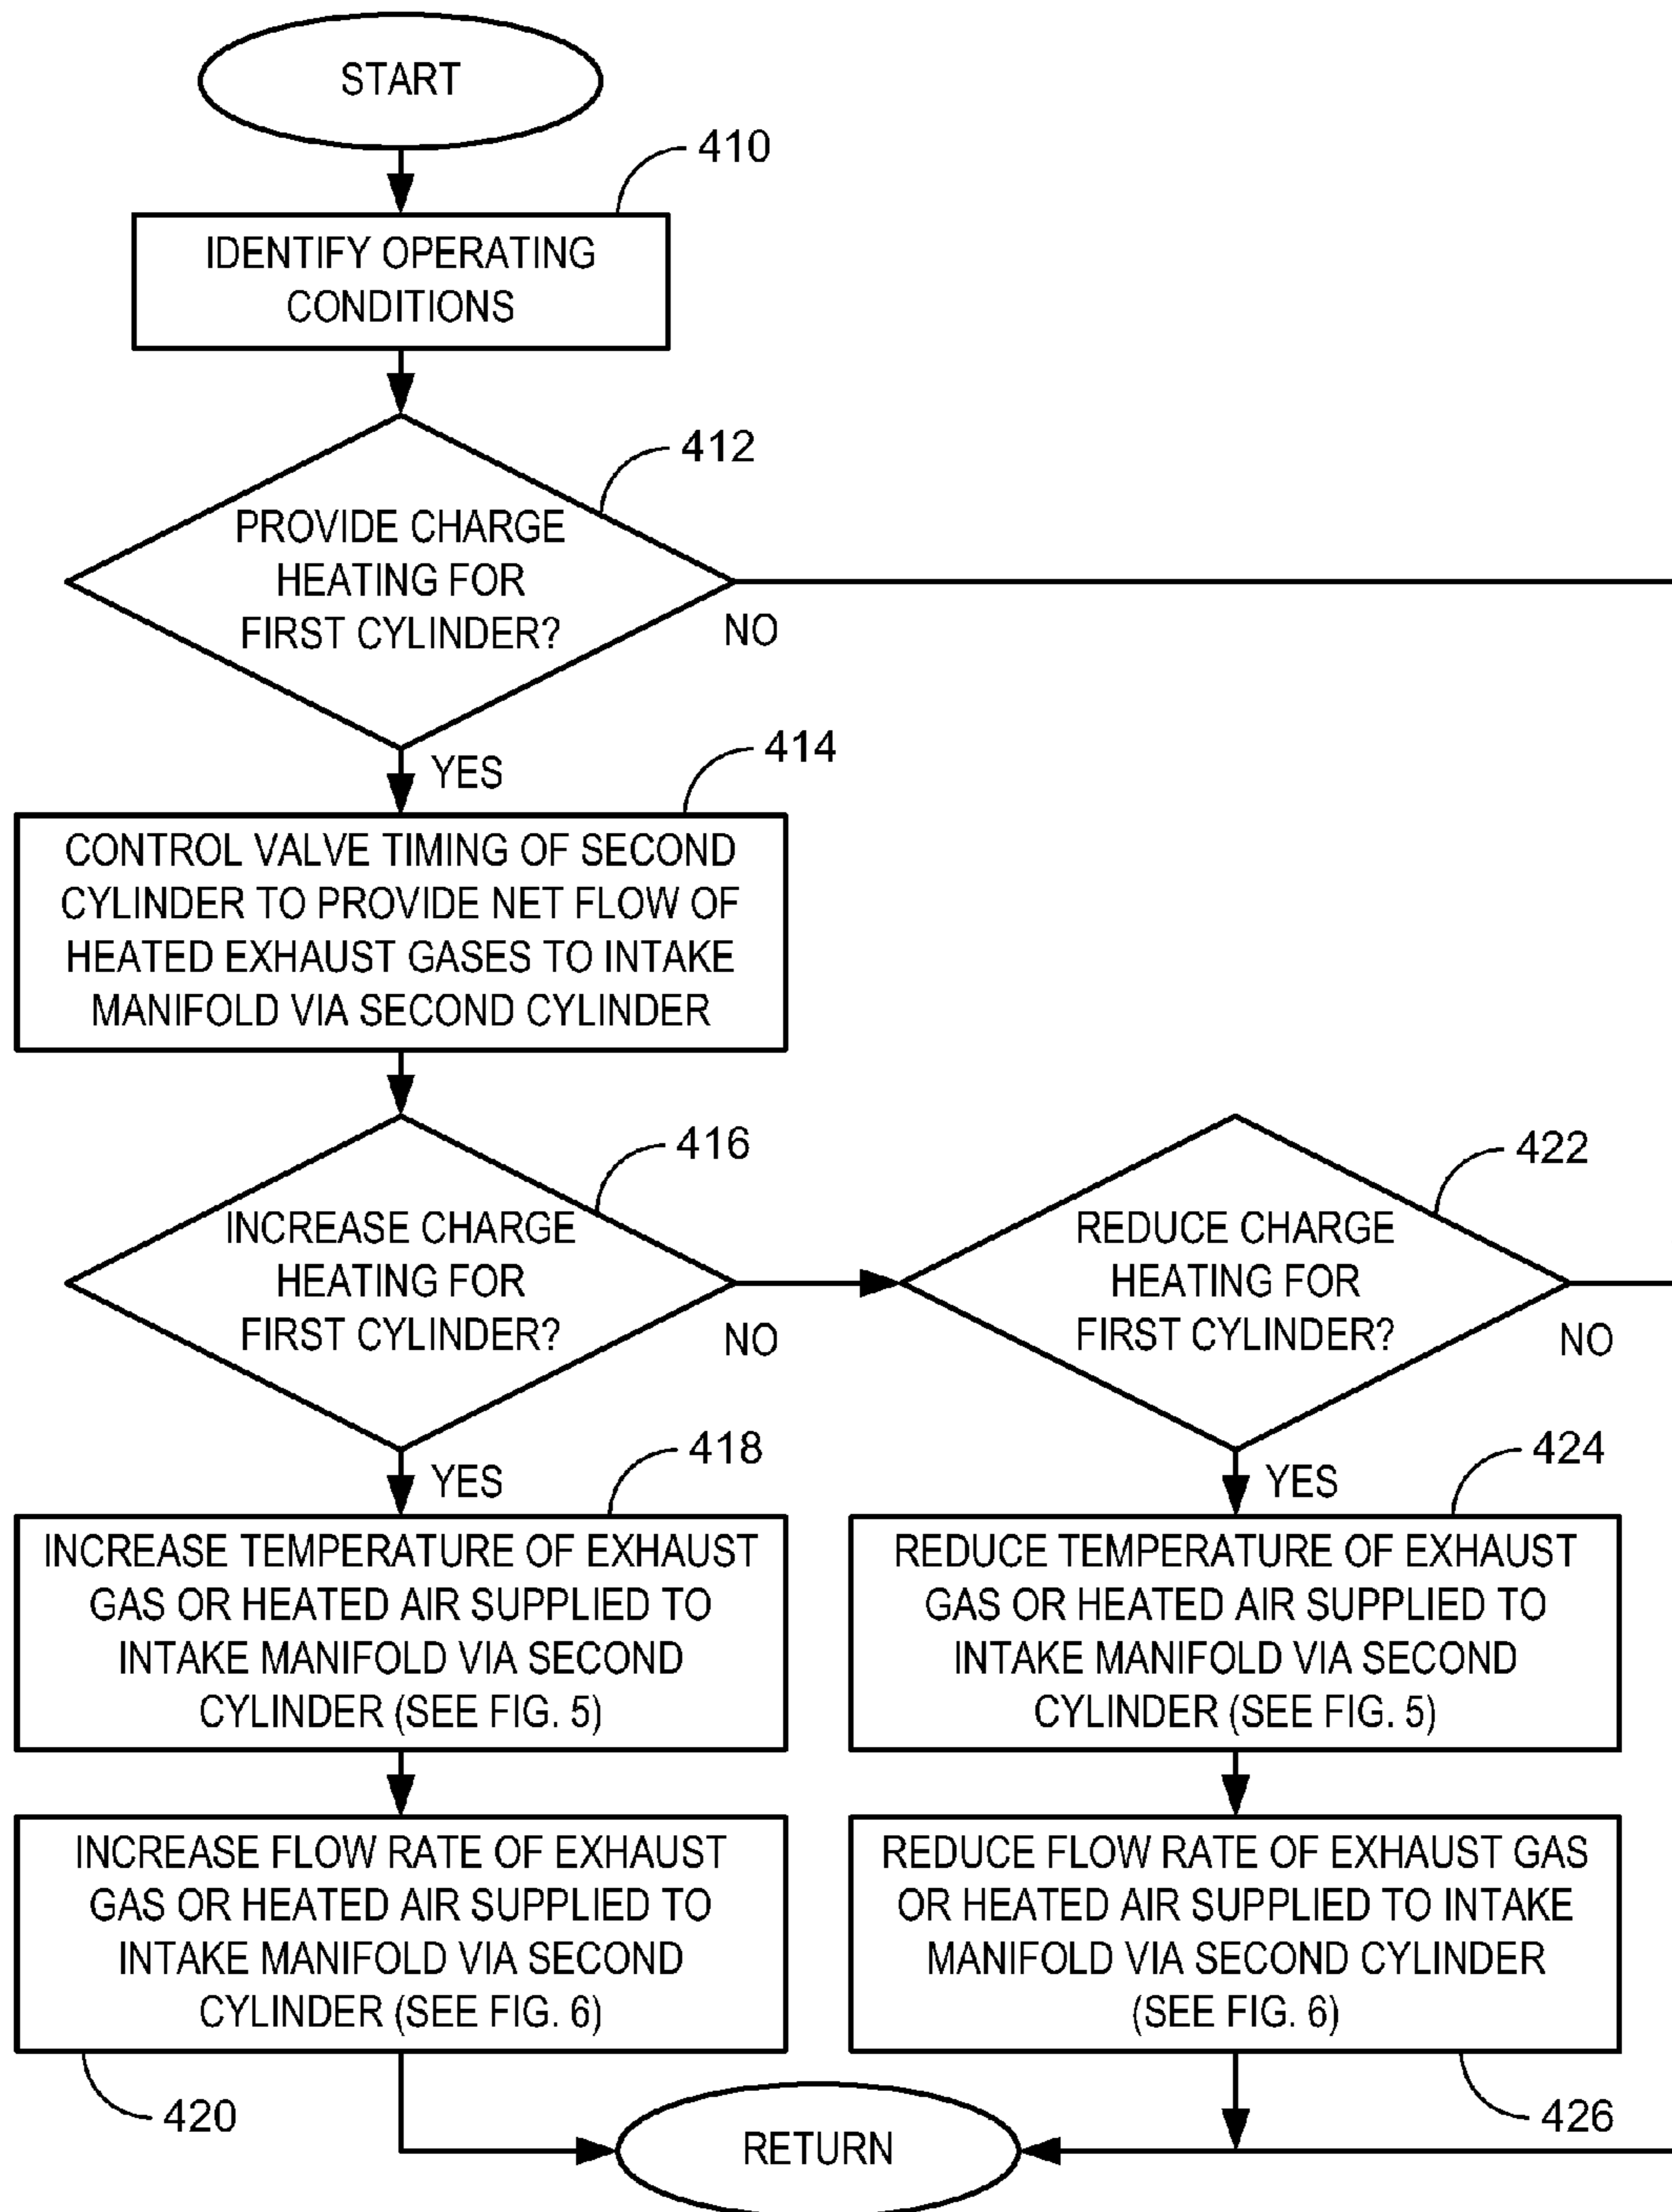 START
410
IDENTIFY OPERATING
CONDITIONS
412
PROVIDE CHARGE
HEATING FOR
FIRST CYLINDER?
NO
YES
414
CONTROL VALVE TIMING OF SECOND
CYLINDER TO PROVIDE NET FLOW OF
HEATED EXHAUST GASES TO INTAKE
MANIFOLD VIA SECOND CYLINDER
416
INCREASE CHARGE
HEATING FOR
FIRST CYLINDER?
NO
YES
422
REDUCE CHARGE
HEATING FOR
FIRST CYLINDER?
NO
YES
418
INCREASE TEMPERATURE OF EXHAUST
GAS OR HEATED AIR SUPPLIED TO
INTAKE MANIFOLD VIA SECOND
CYLINDER (SEE FIG. 5)
424
REDUCE TEMPERATURE OF EXHAUST
GAS OR HEATED AIR SUPPLIED TO
INTAKE MANIFOLD VIA SECOND
CYLINDER (SEE FIG. 5)
INCREASE FLOW RATE OF EXHAUST
GAS OR HEATED AIR SUPPLIED TO
INTAKE MANIFOLD VIA SECOND
CYLINDER (SEE FIG. 6)
420
REDUCE FLOW RATE OF EXHAUST GAS
OR HEATED AIR SUPPLIED TO INTAKE
MANIFOLD VIA SECOND CYLINDER
(SEE FIG. 6)
426
RETURN